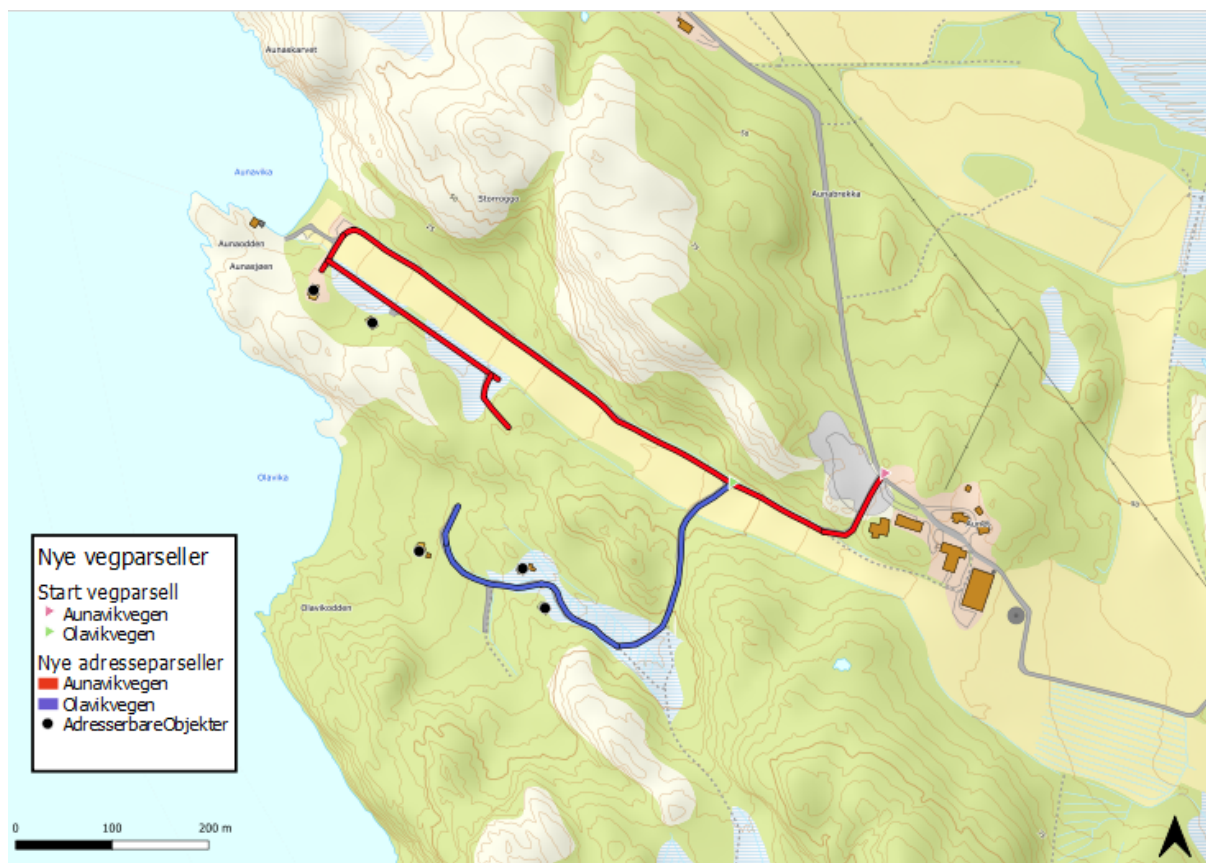 Aunaskarvet
Aunavika
Storroggo
Aunabrekka
Aunaodden
Aunasjøen
Olavika
Olavikodden
Nye vegparseller
Start vegparsell
Aunavikvegen
Olavikvegen
Nye adresseparseller
Aunavikvegen
Olavikvegen
AdresserbareObjekter
0 100 200 m